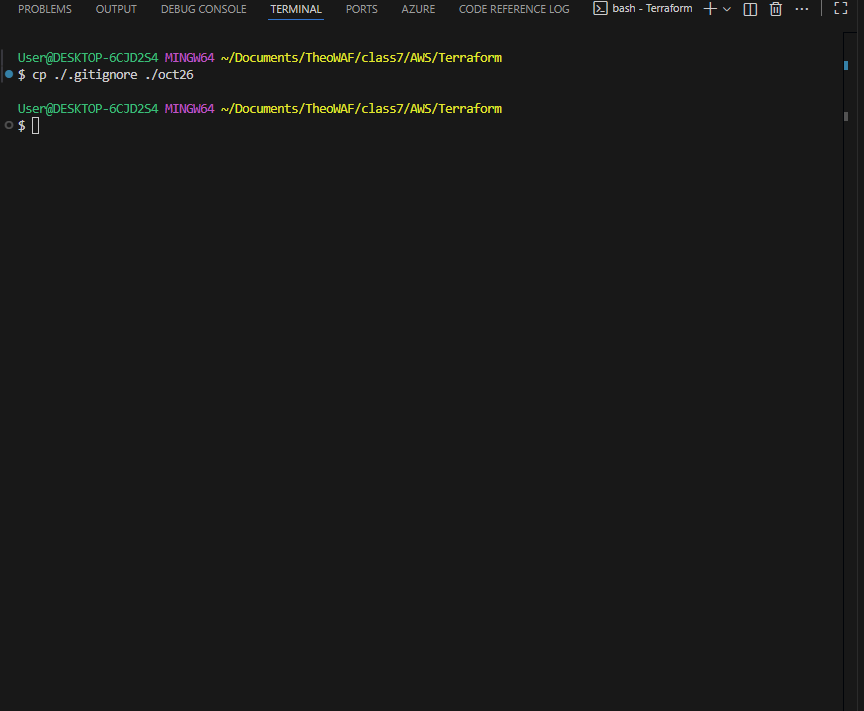 PROBLEMS OUTPUT DEBUG CONSOLE TERMINAL PORTS AZURE CODE REFERENCE LOG bash - Terraform
User@DESKTOP-6CJD2S4 MINGW64 ~/Documents/TheoWAF/class7/AWS/Terraform
$ cp ./.gitignore ./oct26
User@DESKTOP-6CJD2S4 MINGW64 ~/Documents/TheoWAF/class7/AWS/Terraform
$